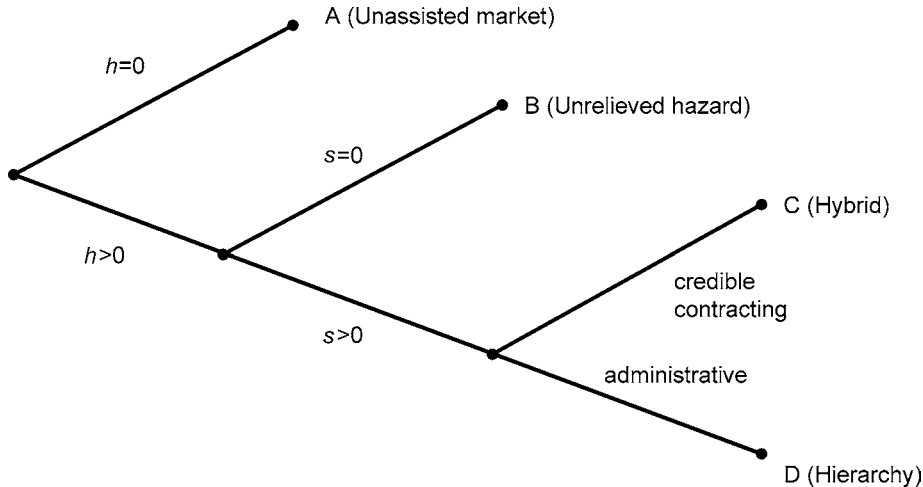 A (Unassisted market)
h=0
B (Unrelieved hazard)
s=0
C (Hybrid)
h>0
credible
contracting
s>0
administrative
D (Hierarchy)